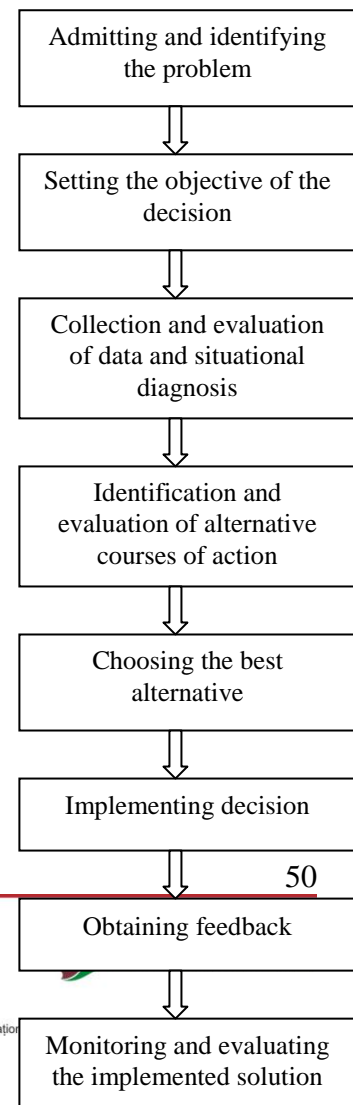 Admitting and identifying
the problem
Setting the objective of the
decision
Collection and evaluation
of data and situational
diagnosis
Identification and
evaluation of alternative
courses of action
Choosing the best
alternative
Implementing decision
50
Obtaining feedback
Monitoring and evaluating
the implemented solution